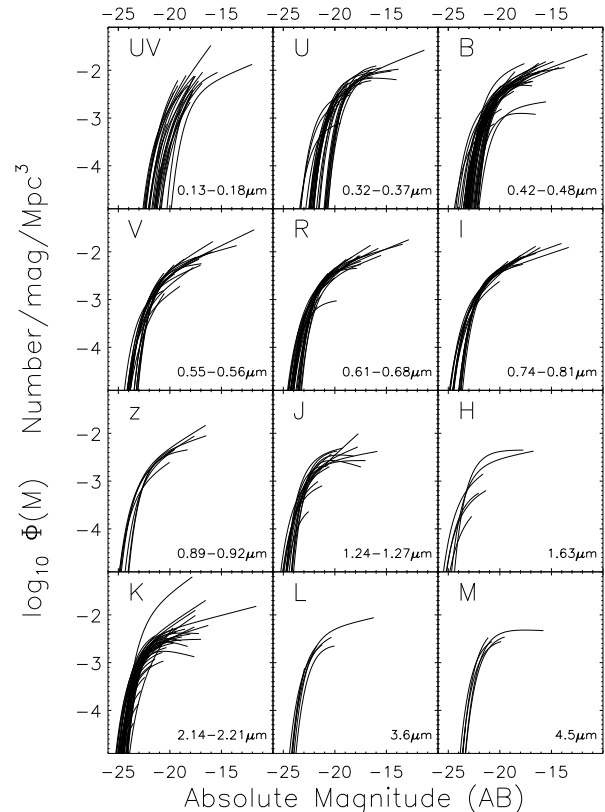 −25 −20 −15 −25 −20 −15 −25 −20 −15
UV
0.13−0.18μm
U
0.32−0.37μm
B
0.42−0.48μm
−2
−3
−4
V
0.55−0.56μm
R
0.61−0.68μm
I
0.74−0.81μm
−2
−3
−4
z
0.89−0.92μm
J
1.24−1.27μm
H
1.63μm
−2
−3
−4
K
2.14−2.21μm
L
3.6μm
M
4.5μm
−2
−3
−4
−25 −20 −15 −25 −20 −15 −25 −20 −15
Absolute Magnitude (AB)
log10 Φ(M) Number/mag/Mpc³